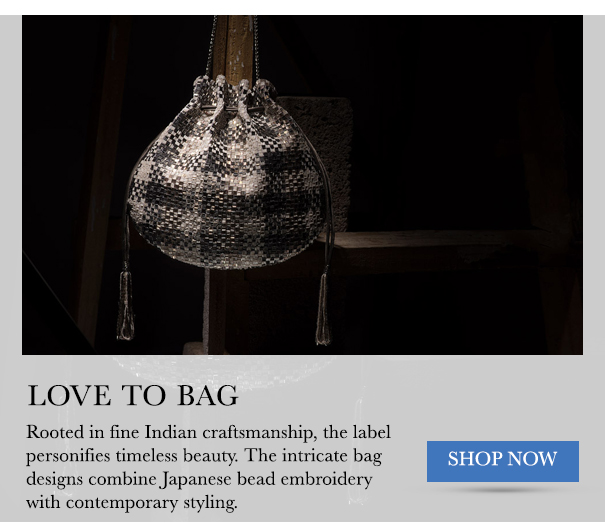 LOVE TO BAG
Rooted in fine Indian craftsmanship, the label
personifies timeless beauty. The intricate bag
designs combine Japanese bead embroidery
with contemporary styling.
SHOP NOW